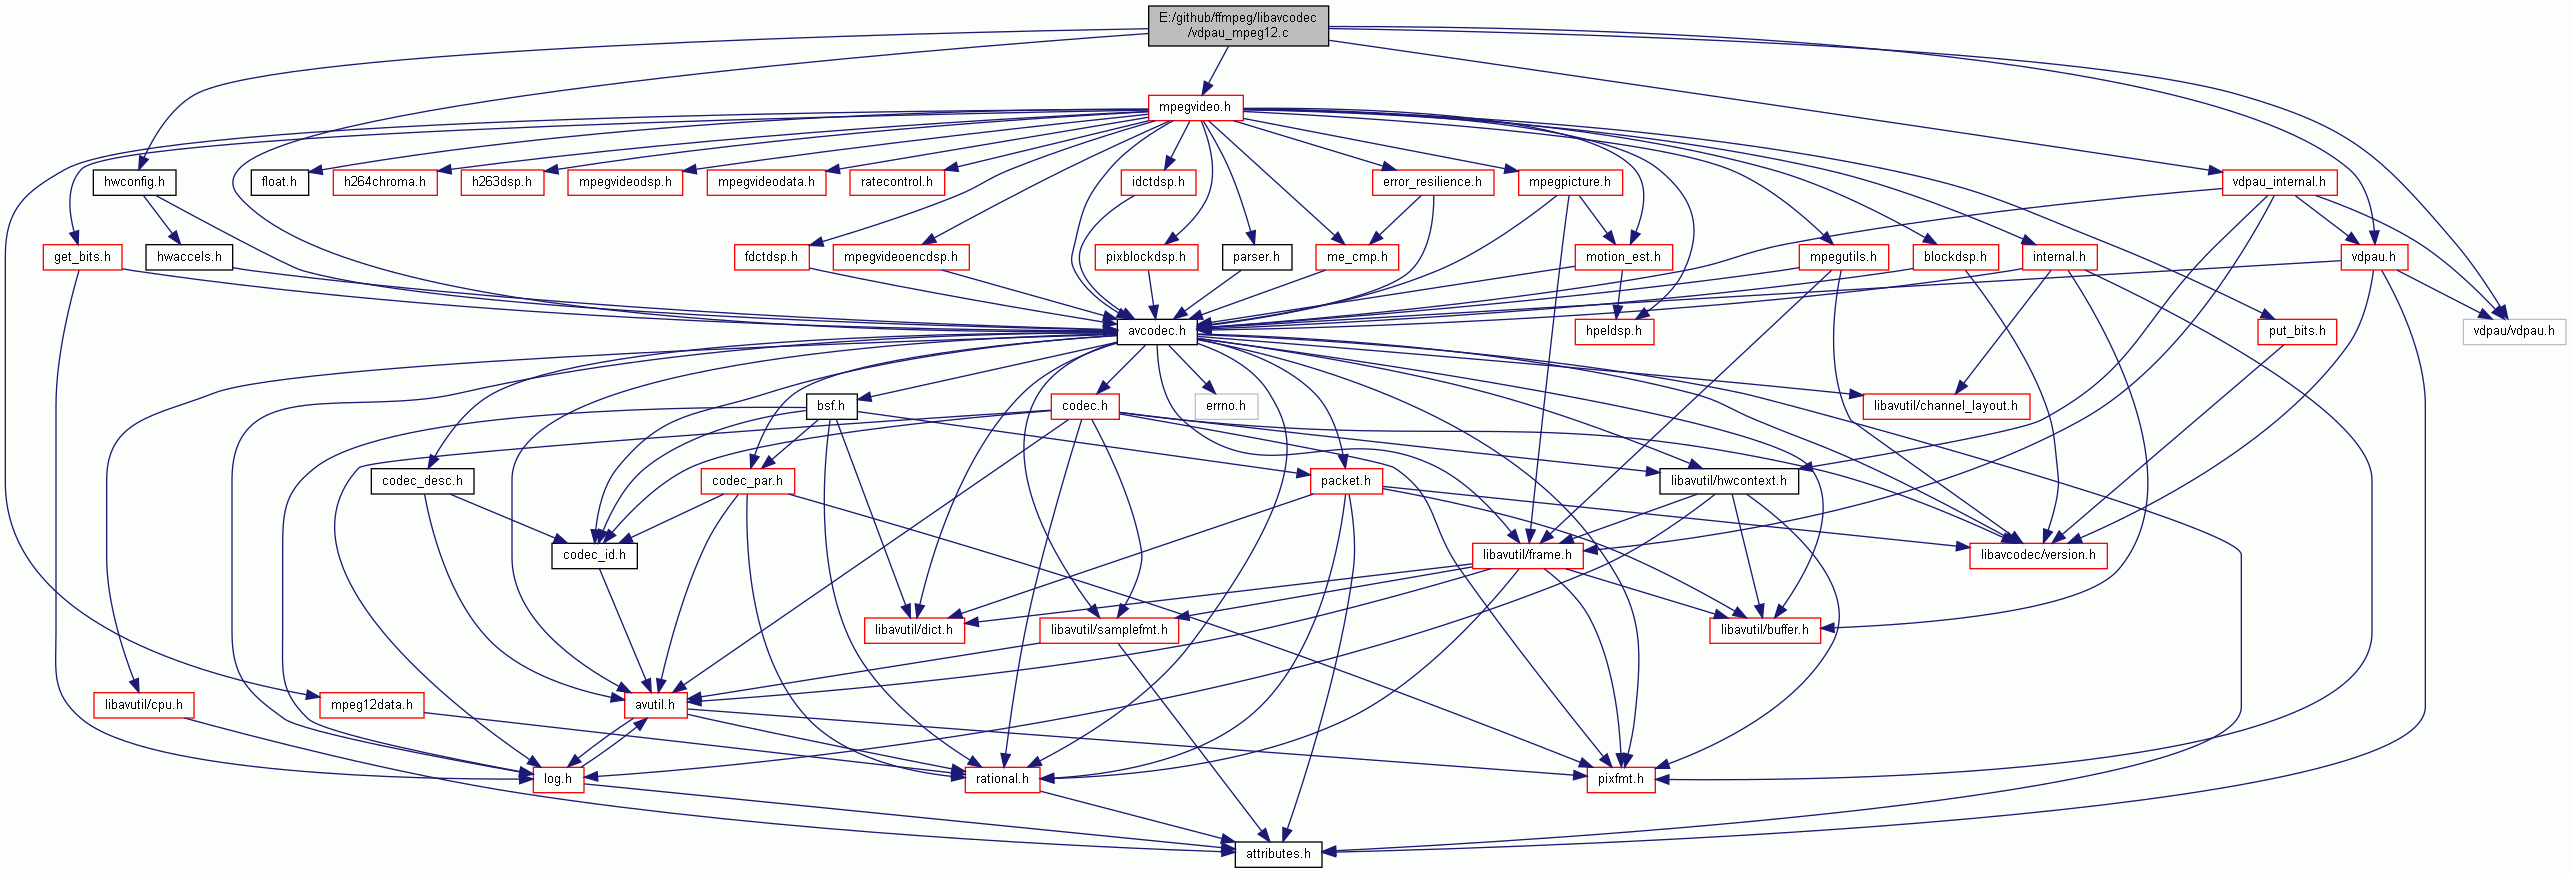 E:/github/ffmpeg/libavcodec
/vdpau_mpeg12.c
mpegvideo.h
hwconfig.h
float.h
h264chroma.h
h263dsp.h
mpegvideodsp.h
mpegvideodata.h
ratecontrol.h
idctdsp.h
error_resilience.h
mpegpicture.h
vdpau_internal.h
get_bits.h
hwaccels.h
fdctdsp.h
mpegvideoencdsp.h
pixblockdsp.h
parser.h
me_cmp.h
motion_est.h
mpegutils.h
blockdsp.h
internal.h
vdpau.h
avcodec.h
hpeldsp.h
put_bits.h
vdpau/vdpau.h
bsf.h
codec.h
errno.h
libavutil/channel_layout.h
codec_desc.h
codec_par.h
packet.h
libavutil/hwcontext.h
codec_id.h
libavutil/frame.h
libavcodec/version.h
libavutil/dict.h
libavutil/samplefmt.h
libavutil/buffer.h
libavutil/cpu.h
mpeg12data.h
avutil.h
log.h
rational.h
pixfmt.h
attributes.h